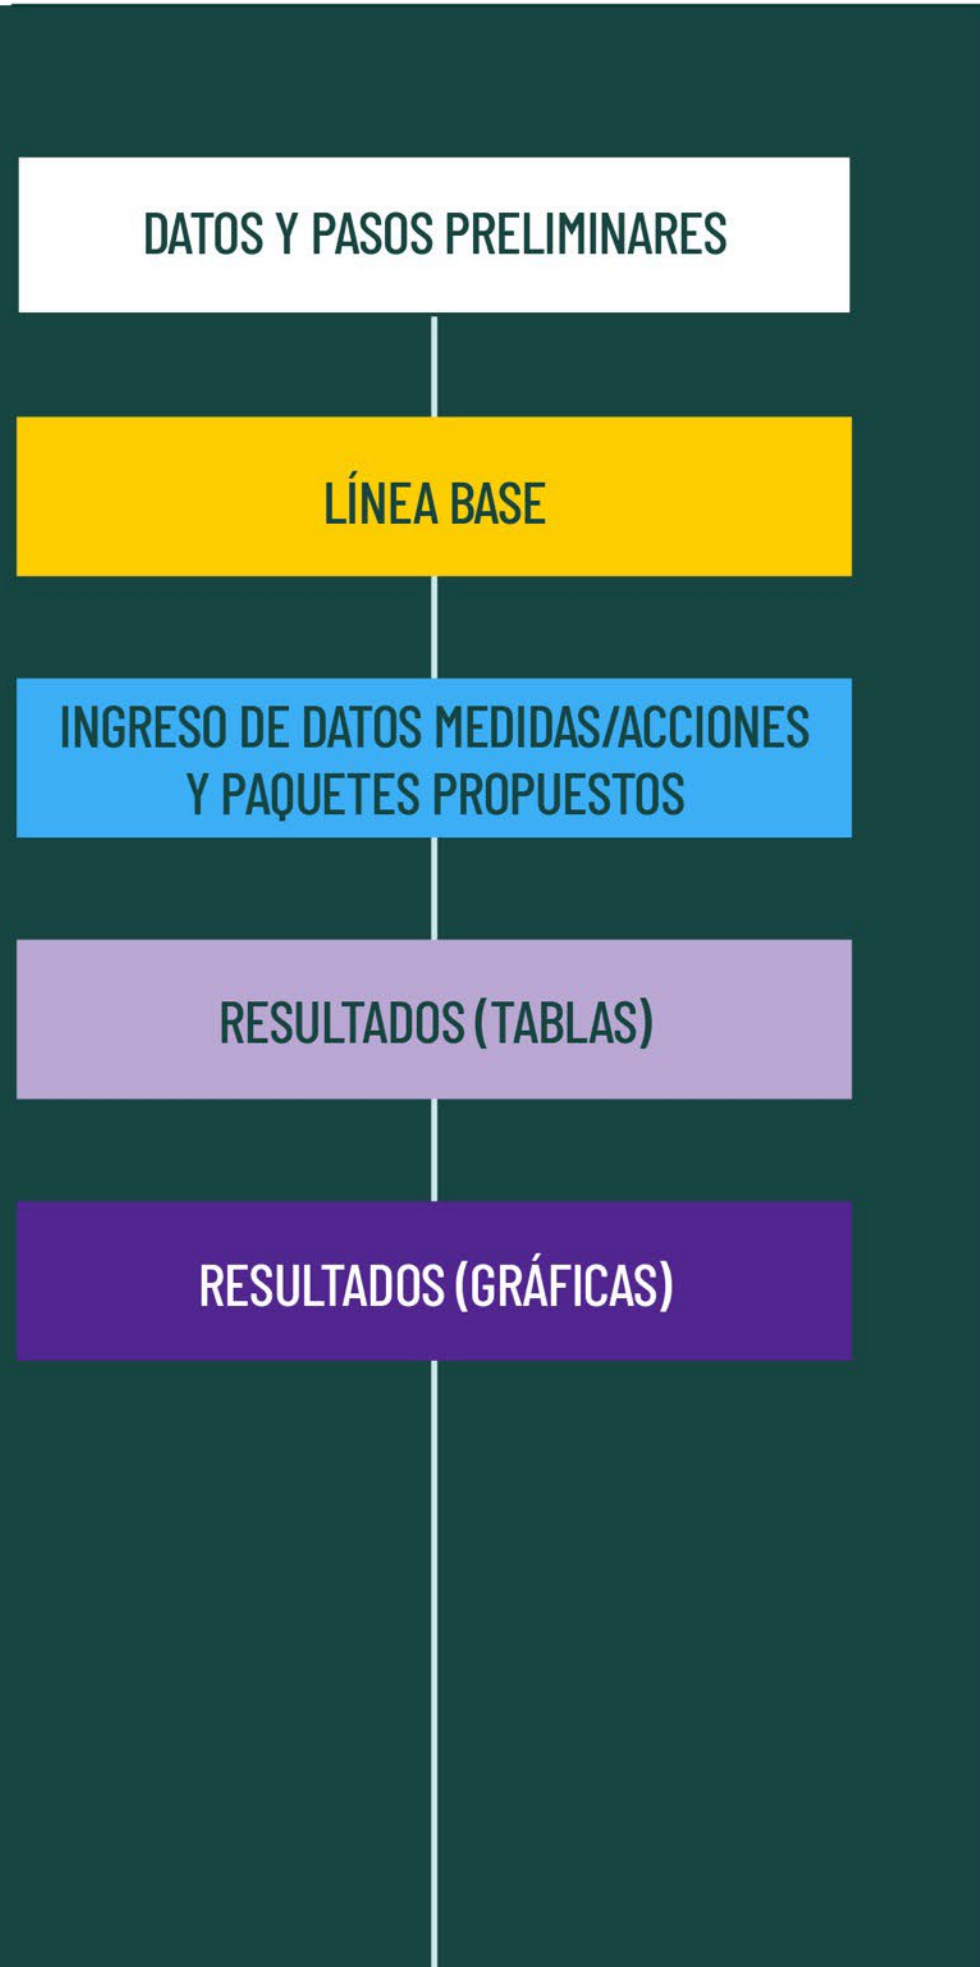 DATOS Y PASOS PRELIMINARES
LÍNEA BASE
INGRESO DE DATOS MEDIDAS/ACCIONES
Y PAQUETES PROPUESTOS
RESULTADOS (TABLAS)
RESULTADOS (GRÁFICAS)